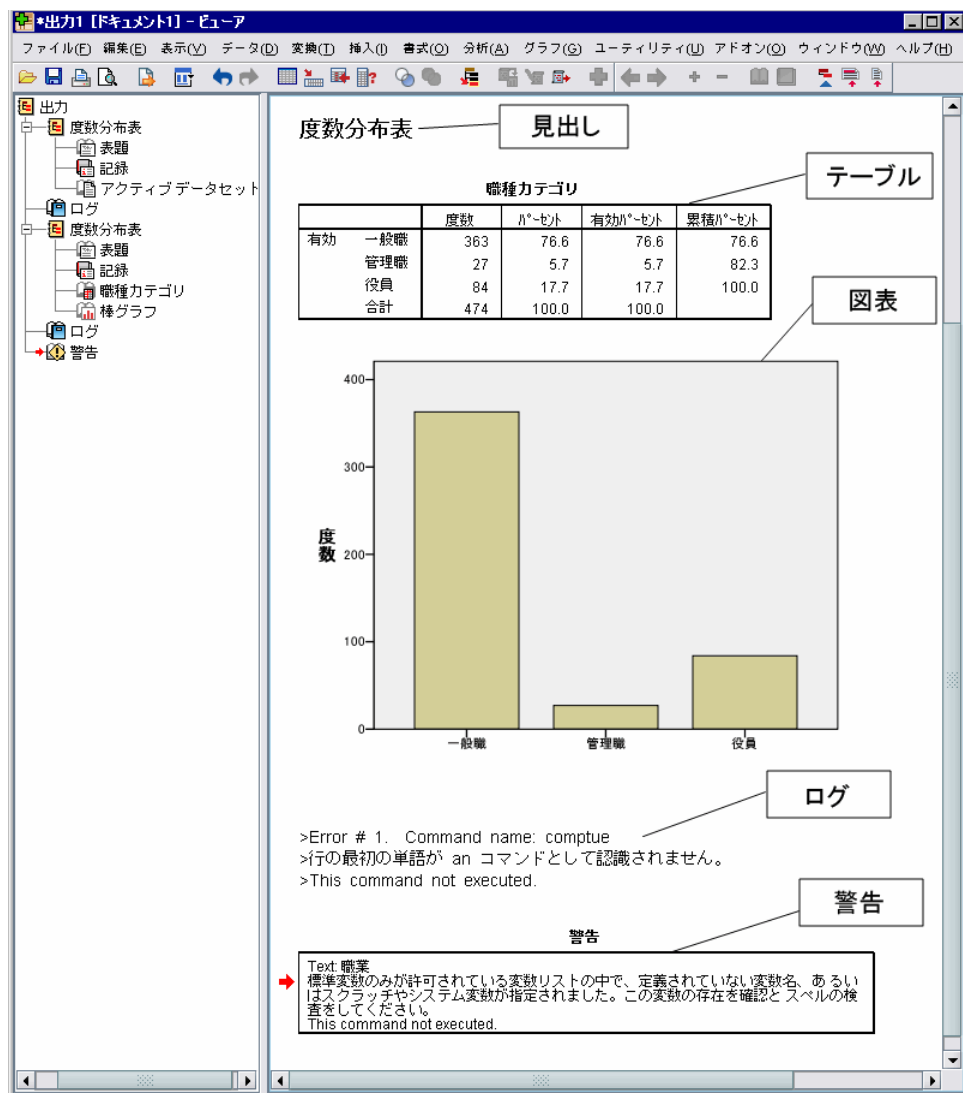 *出力1 [ドキュメント1] - ビューア
ファイル(F) 編集(E) 表示(V) データ(D) 変換(T) 挿入(I) 書式(O) 分析(A) グラフ(G) ユーティリティ(U) アドオン(O) ウィンドウ(W) ヘルプ(H)
出力
度数分布表
表題
記録
アクティブ データセット
ログ
度数分布表
表題
記録
職種カテゴリ
棒グラフ
ログ
警告
度数分布表
見出し
テーブル
職種カテゴリ
度数 パーセント 有効パーセント 累積パーセント
有効 一般職 363 76.6 76.6 76.6
管理職 27 5.7 5.7 82.3
役員 84 17.7 17.7 100.0
合計 474 100.0 100.0
図表
400
300
200
100
0
度数
一般職 管理職 役員
ログ
>Error # 1. Command name: comptue
>行の最初の単語が an コマンドとして認識されません。
>This command not executed.
警告
警告
Text: 職業
標準変数のみが許可されている変数リストの中で、定義されていない変数名、あ るい
はスクラッチやシステム変数が指定されました。この変数の存在を確認と スペルの検
査をしてください。
This command not executed.